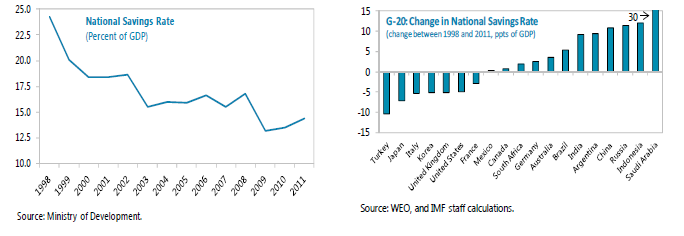 National Savings Rate
(Percent of GDP)
25.0
22.5
20.0
17.5
15.0
12.5
10.0
1998
1999
2000
2001
2002
2003
2004
2005
2006
2007
2008
2009
2010
2011
Source: Ministry of Development.
G-20: Change in National Savings Rate
(change between 1998 and 2011, ppts of GDP)
30
15
10
5
0
-5
-10
-15
Turkey
Japan
Italy
Korea
United Kingdom
United States
France
Mexico
Canada
South Africa
Germany
Australia
Brazil
India
Argentina
China
Russia
Indonesia
Saudi Arabia
Source: WEO, and IMF staff calculations.